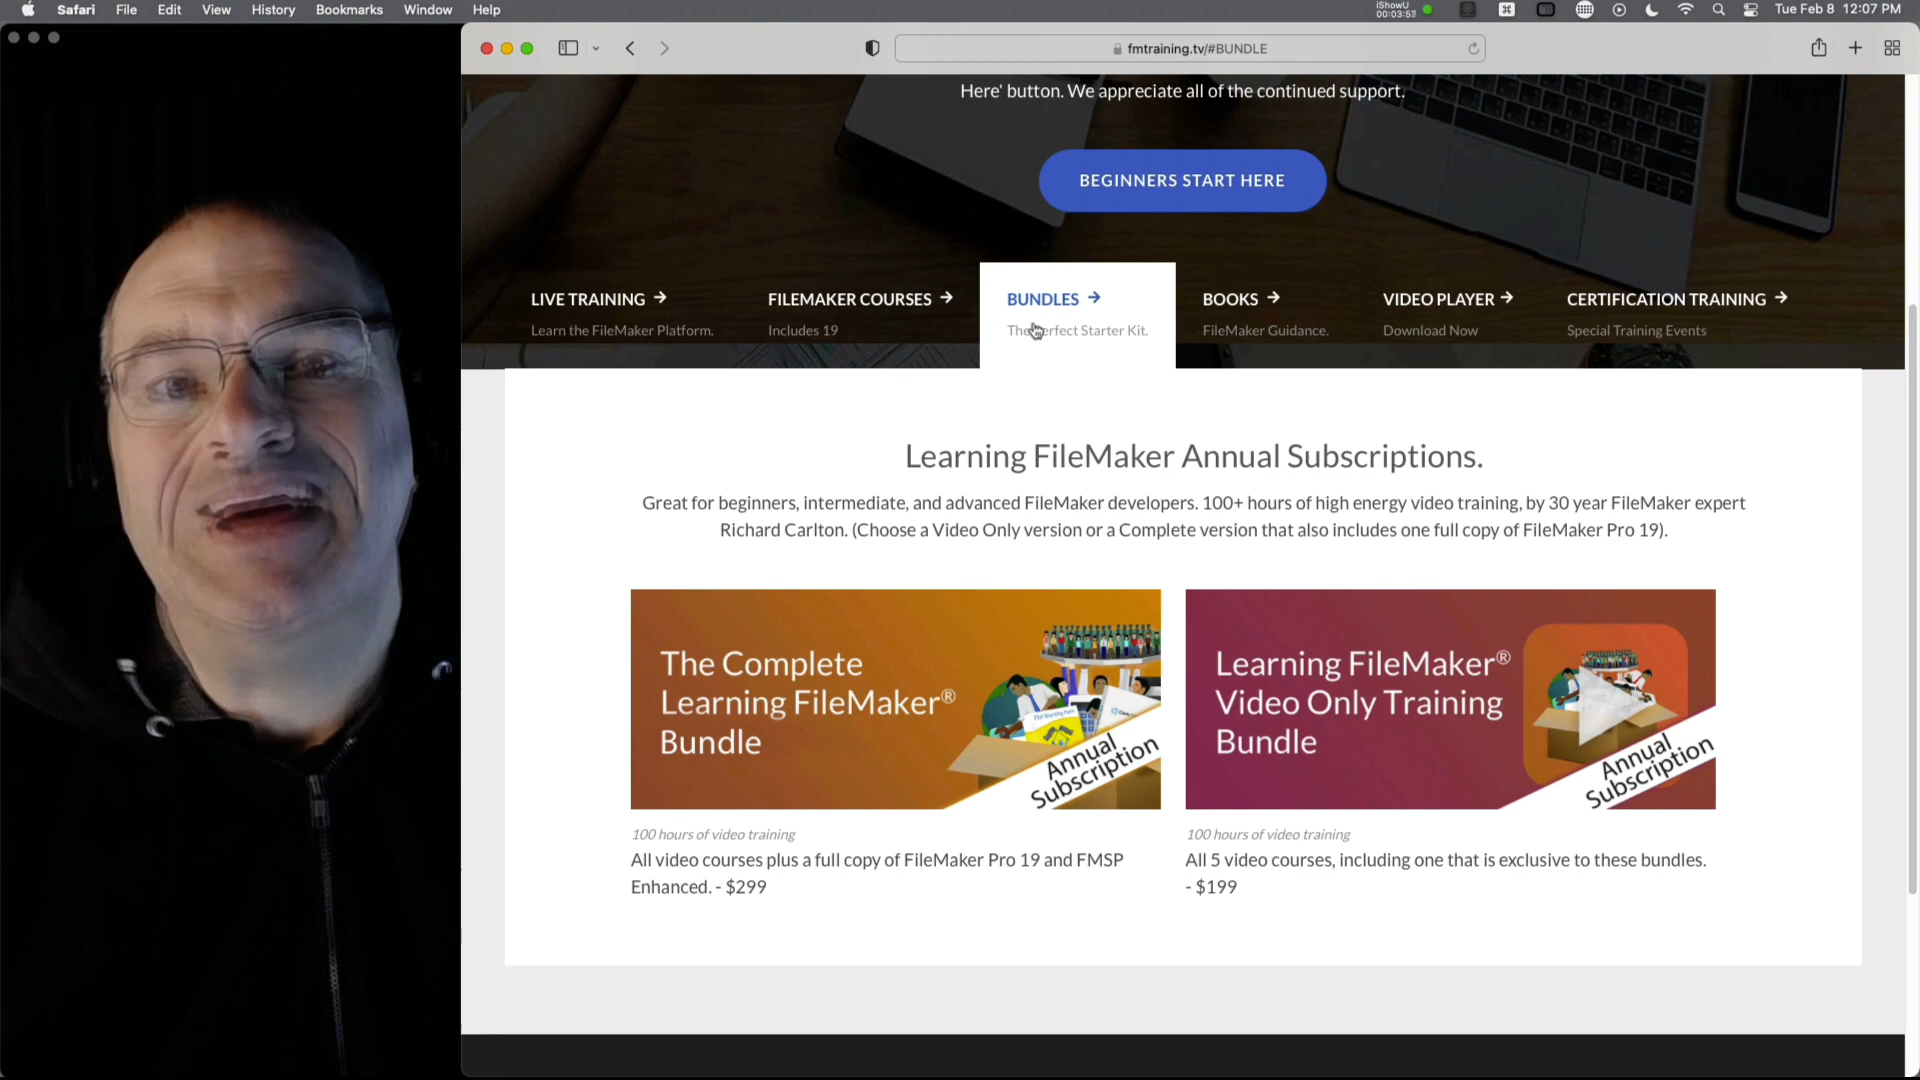 Safari File Edit View History Bookmarks Window Help
iShowU
Tue Feb 8 12:07 PM
fmtraining.tv/#BUNDLE
Here' button. We appreciate all of the continued support.
BEGINNERS START HERE
LIVE TRAINING → FILEMAKER COURSES → BUNDLES → BOOKS → VIDEO PLAYER → CERTIFICATION TRAINING →
Learn the FileMaker Platform. Includes 19 The Perfect Starter Kit. FileMaker Guidance. Download Now Special Training Events
Learning FileMaker Annual Subscriptions.
Great for beginners, intermediate, and advanced FileMaker developers. 100+ hours of high energy video training, by 30 year FileMaker expert
Richard Carlton. (Choose a Video Only version or a Complete version that also includes one full copy of FileMaker Pro 19).
The Complete
Learning FileMaker®
Bundle
Annual
Subscription
100 hours of video training
All video courses plus a full copy of FileMaker Pro 19 and FMSP
Enhanced. - $299
Learning FileMaker®
Video Only Training
Bundle
Annual
Subscription
100 hours of video training
All 5 video courses, including one that is exclusive to these bundles.
- $199